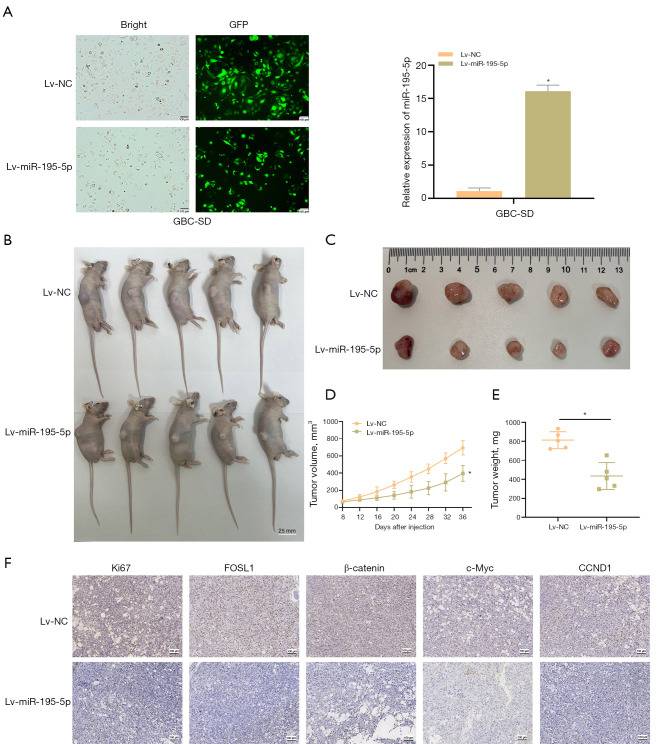 A
Bright
GFP
Lv-NC
Lv-miR-195-5p
GBC-SD
Relative expression of miR-195-5p
Lv-NC
Lv-miR-195-5p
20
15
10
5
0
*
GBC-SD
B
Lv-NC
Lv-miR-195-5p
25 mm
C
0 1cm 2 3 4 5 6 7 8 9 10 11 12 13
Lv-NC
Lv-miR-195-5p
D
Tumor volume, mm3
Lv-NC
Lv-miR-195-5p
1000
800
600
400
200
0
*
8 12 16 20 24 28 32 36
Days after injection
E
Tumor weight, mg
1000
800
600
400
200
0
*
Lv-NC Lv-miR-195-5p
F
Ki67 FOSL1 β-catenin c-Myc CCND1
Lv-NC
Lv-miR-195-5p